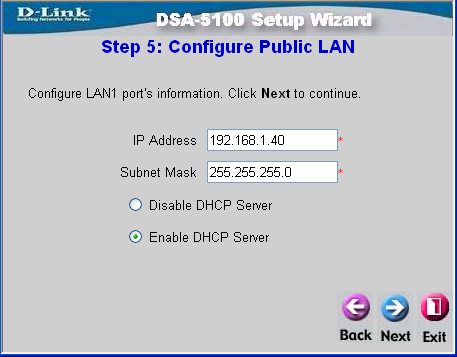 D-Link
Building Networks for People
DSA-5100 Setup Wizard
Step 5: Configure Public LAN
Configure LAN1 port's information. Click Next to continue.
IP Address 192.168.1.40 *
Subnet Mask 255.255.255.0 *
Disable DHCP Server
Enable DHCP Server
Back Next Exit